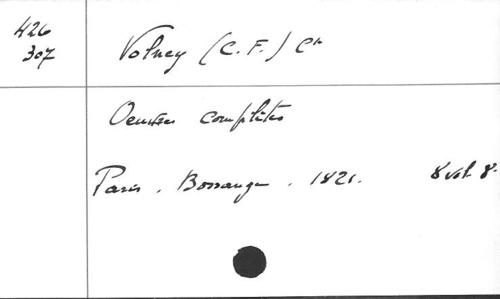 426
307
Volney (C. F.) Cte
Oeuvres complètes
Paris. Bossange. 1821. 8 vol. 8.